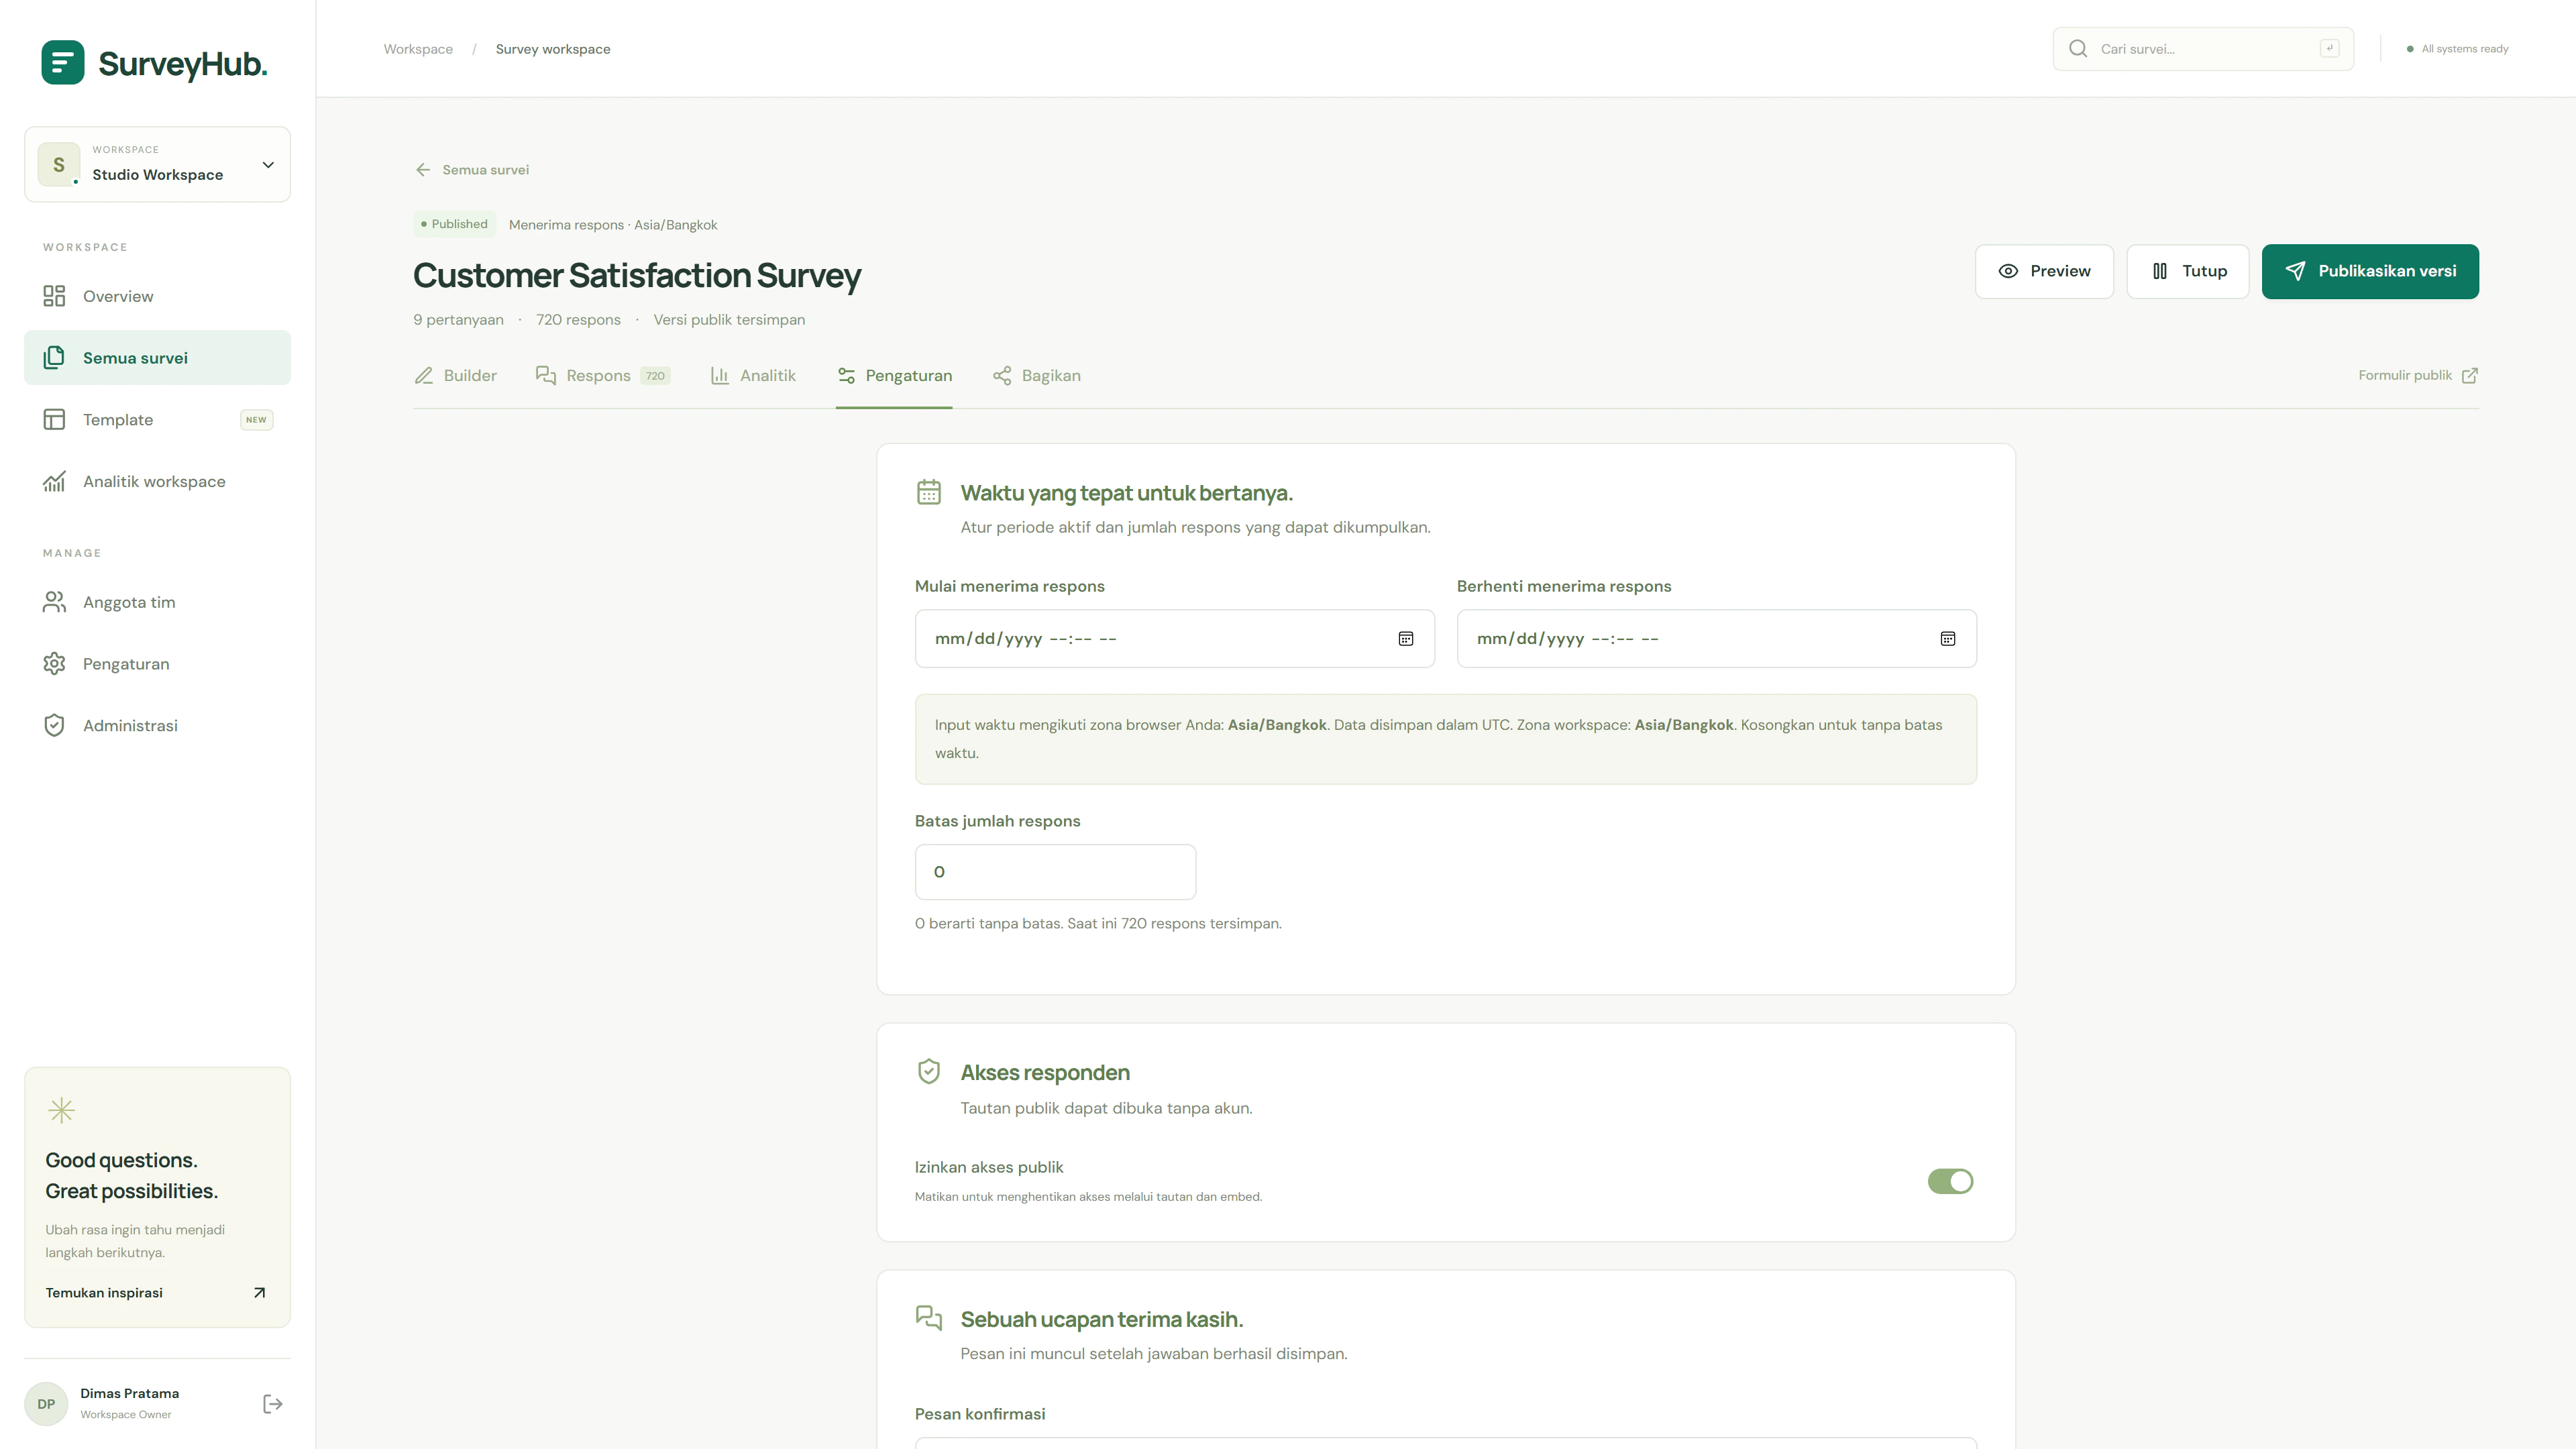 SurveyHub.
WORKSPACE
S
Studio Workspace
WORKSPACE
Overview
Semua survei
Template
NEW
Analitik workspace
MANAGE
Anggota tim
Pengaturan
Administrasi
Good questions.
Great possibilities.
Ubah rasa ingin tahu menjadi
langkah berikutnya.
Temukan inspirasi
DP
Dimas Pratama
Workspace Owner
Workspace / Survey workspace
Cari survei...
All systems ready
Semua survei
Published
Menerima respons · Asia/Bangkok
Customer Satisfaction Survey
9 pertanyaan · 720 respons · Versi publik tersimpan
Preview
Tutup
Publikasikan versi
Builder
Respons 720
Analitik
Pengaturan
Bagikan
Formulir publik
Waktu yang tepat untuk bertanya.
Atur periode aktif dan jumlah respons yang dapat dikumpulkan.
Mulai menerima respons
Berhenti menerima respons
mm/dd/yyyy --:-- --
mm/dd/yyyy --:-- --
Input waktu mengikuti zona browser Anda: Asia/Bangkok. Data disimpan dalam UTC. Zona workspace: Asia/Bangkok. Kosongkan untuk tanpa batas
waktu.
Batas jumlah respons
0
0 berarti tanpa batas. Saat ini 720 respons tersimpan.
Akses responden
Tautan publik dapat dibuka tanpa akun.
Izinkan akses publik
Matikan untuk menghentikan akses melalui tautan dan embed.
Sebuah ucapan terima kasih.
Pesan ini muncul setelah jawaban berhasil disimpan.
Pesan konfirmasi